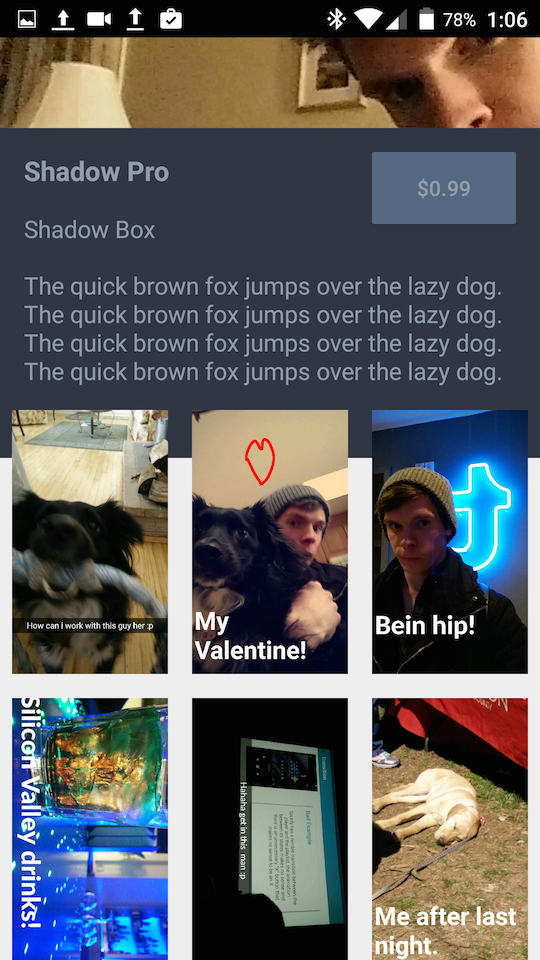 78% 1:06
Shadow Pro
$0.99
Shadow Box
The quick brown fox jumps over the lazy dog.
The quick brown fox jumps over the lazy dog.
The quick brown fox jumps over the lazy dog.
The quick brown fox jumps over the lazy dog.
How can i work with this guy her :p
My
Valentine!
Bein hip!
Silicon Valley drinks!
Transition
Bad Example
Hahaha get in this man :p
Me after last
night.